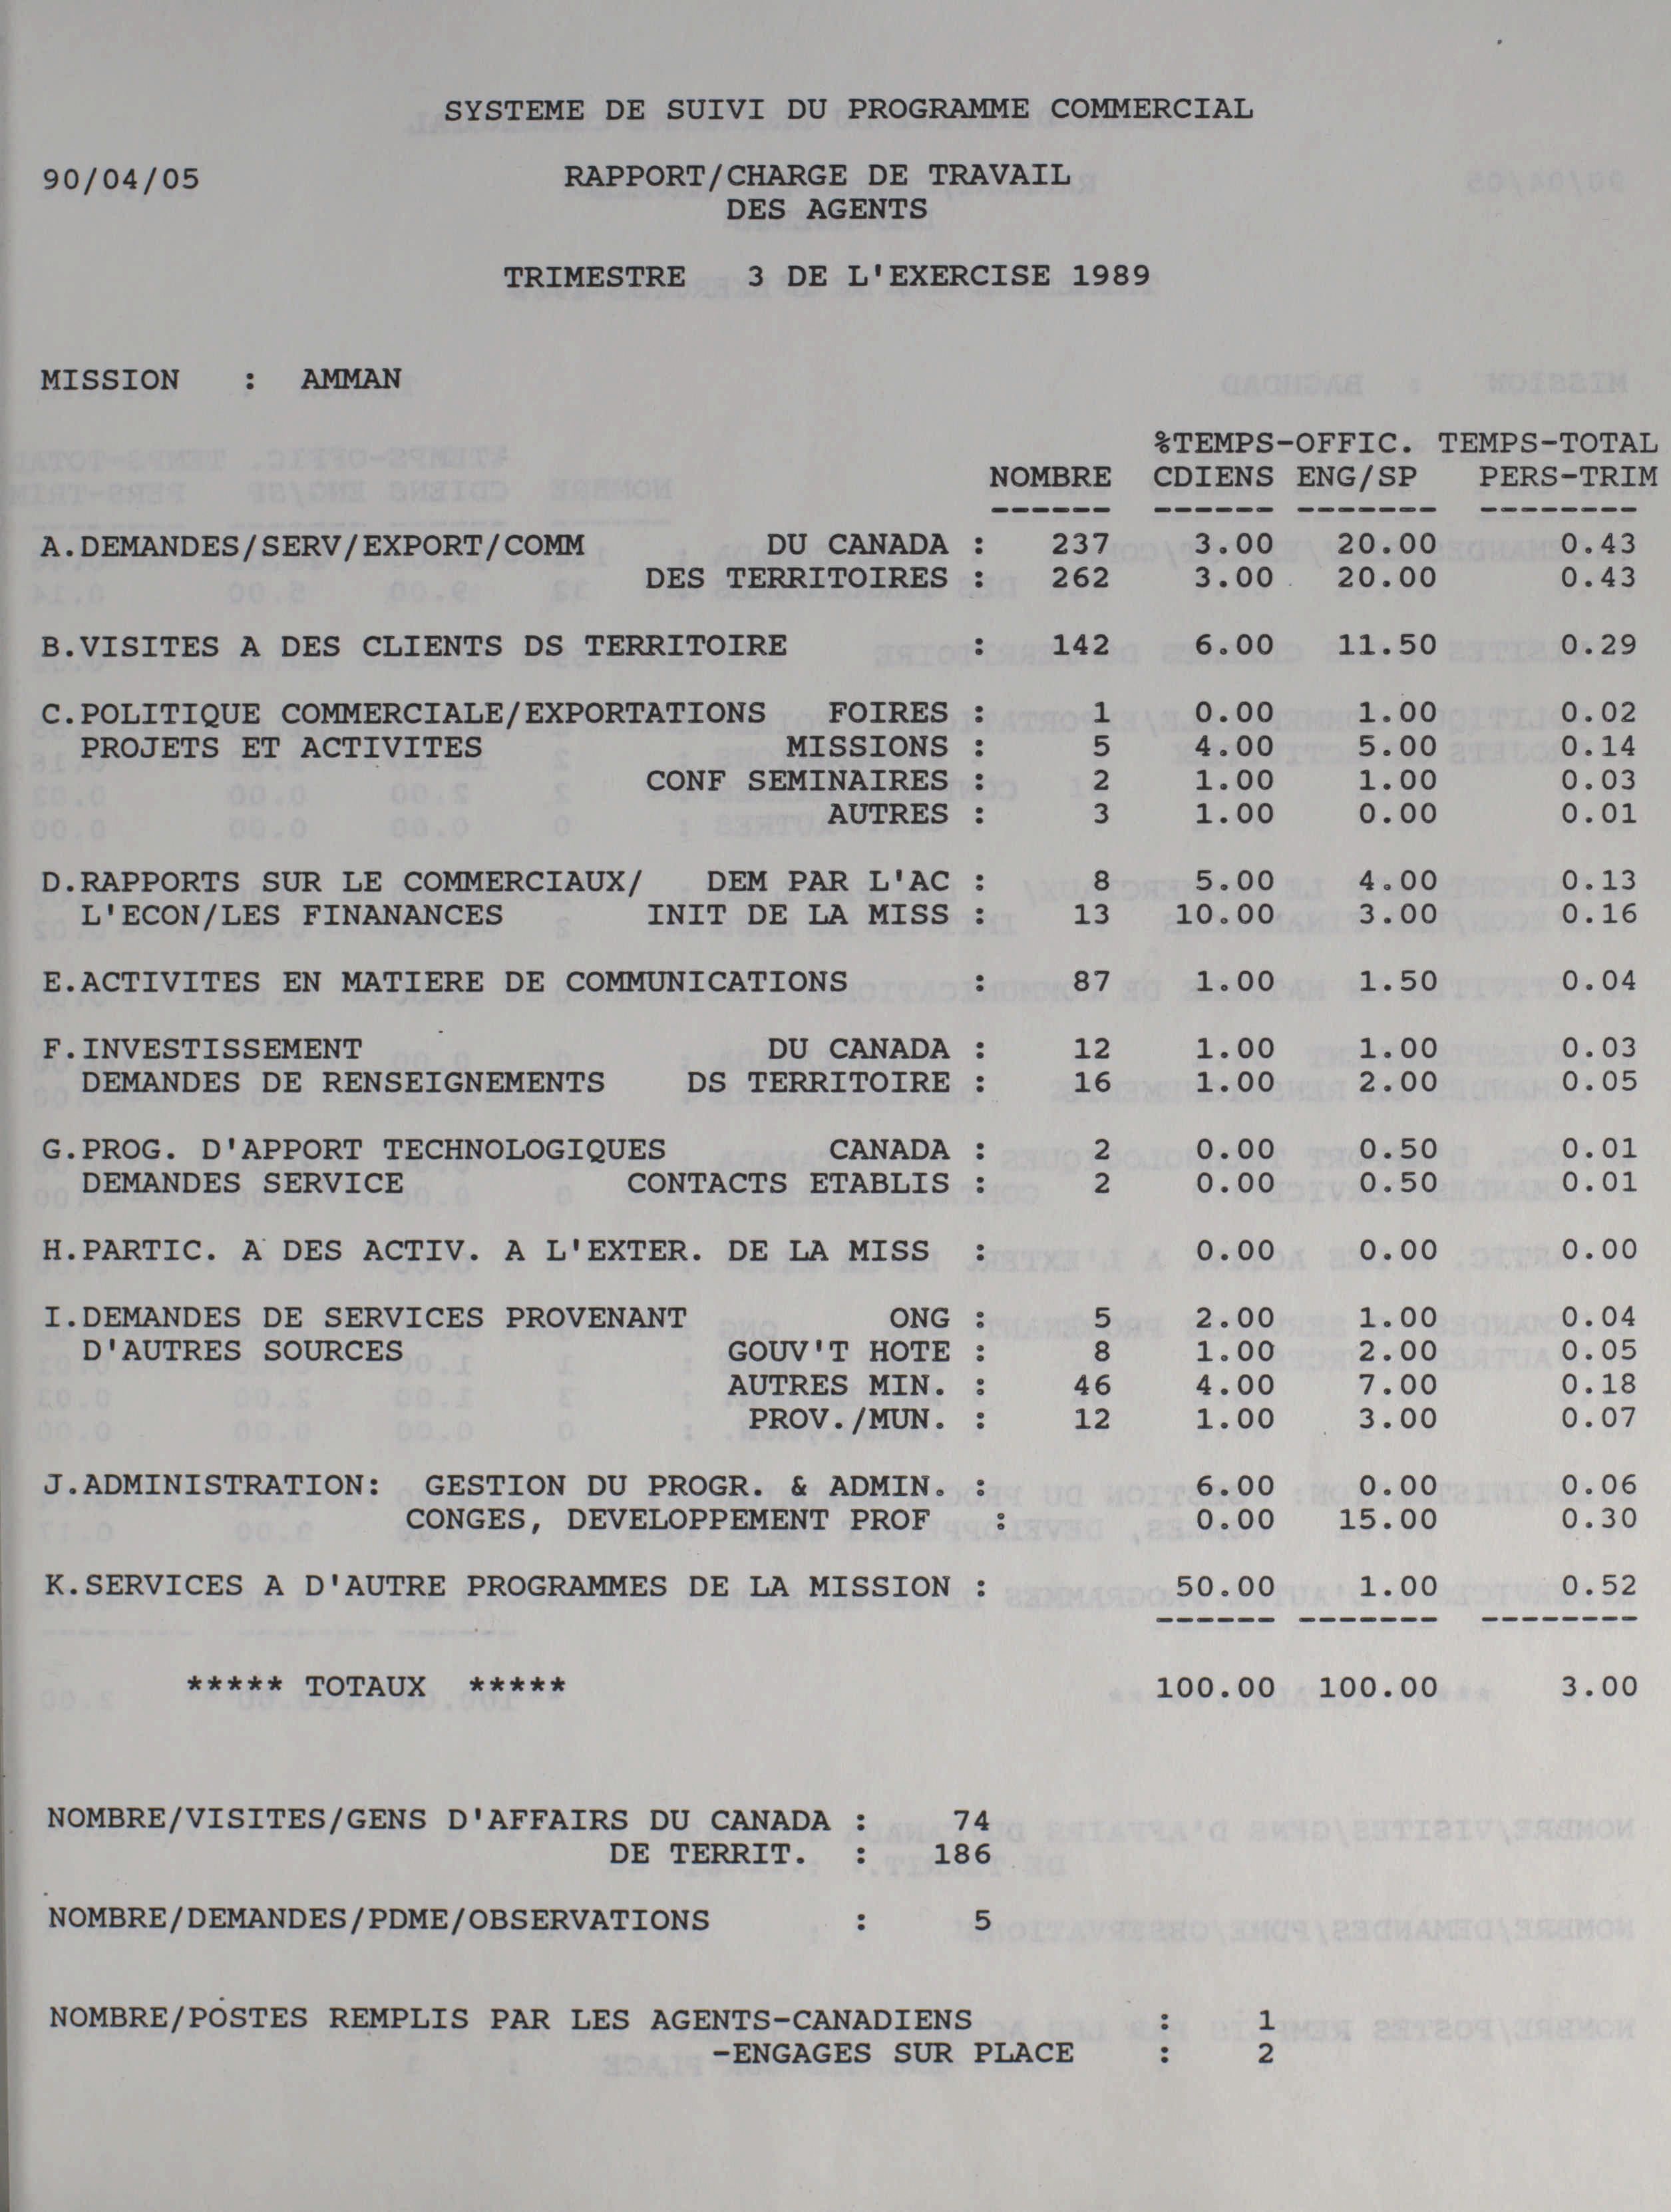 SYSTEME DE SUIVI DU PROGRAMME COMMERCIAL
90/04/05 RAPPORT/CHARGE DE TRAVAIL
DES AGENTS
TRIMESTRE 3 DE L'EXERCISE 1989
MISSION : AMMAN
%TEMPS-OFFIC. TEMPS-TOTAL
NOMBRE CDIENS ENG/SP PERS-TRIM
------ ------ ------- --------
A.DEMANDES/SERV/EXPORT/COMM DU CANADA : 237 3.00 20.00 0.43
DES TERRITOIRES : 262 3.00 20.00 0.43
B.VISITES A DES CLIENTS DS TERRITOIRE : 142 6.00 11.50 0.29
C.POLITIQUE COMMERCIALE/EXPORTATIONS FOIRES : 1 0.00 1.00 0.02
PROJETS ET ACTIVITES MISSIONS : 5 4.00 5.00 0.14
CONF SEMINAIRES : 2 1.00 1.00 0.03
AUTRES : 3 1.00 0.00 0.01
D.RAPPORTS SUR LE COMMERCIAUX/ DEM PAR L'AC : 8 5.00 4.00 0.13
L'ECON/LES FINANANCES INIT DE LA MISS : 13 10.00 3.00 0.16
E.ACTIVITES EN MATIERE DE COMMUNICATIONS : 87 1.00 1.50 0.04
F.INVESTISSEMENT DU CANADA : 12 1.00 1.00 0.03
DEMANDES DE RENSEIGNEMENTS DS TERRITOIRE : 16 1.00 2.00 0.05
G.PROG. D'APPORT TECHNOLOGIQUES CANADA : 2 0.00 0.50 0.01
DEMANDES SERVICE CONTACTS ETABLIS : 2 0.00 0.50 0.01
H.PARTIC. A DES ACTIV. A L'EXTER. DE LA MISS : 0.00 0.00 0.00
I.DEMANDES DE SERVICES PROVENANT ONG : 5 2.00 1.00 0.04
D'AUTRES SOURCES GOUV'T HOTE : 8 1.00 2.00 0.05
AUTRES MIN. : 46 4.00 7.00 0.18
PROV./MUN. : 12 1.00 3.00 0.07
J.ADMINISTRATION: GESTION DU PROGR. & ADMIN. : 6.00 0.00 0.06
CONGES, DEVELOPPEMENT PROF : 0.00 15.00 0.30
K.SERVICES A D'AUTRE PROGRAMMES DE LA MISSION : 50.00 1.00 0.52
------ ------- --------
***** TOTAUX ***** 100.00 100.00 3.00
NOMBRE/VISITES/GENS D'AFFAIRS DU CANADA : 74
DE TERRIT. : 186
NOMBRE/DEMANDES/PDME/OBSERVATIONS : 5
NOMBRE/POSTES REMPLIS PAR LES AGENTS-CANADIENS : 1
-ENGAGES SUR PLACE : 2